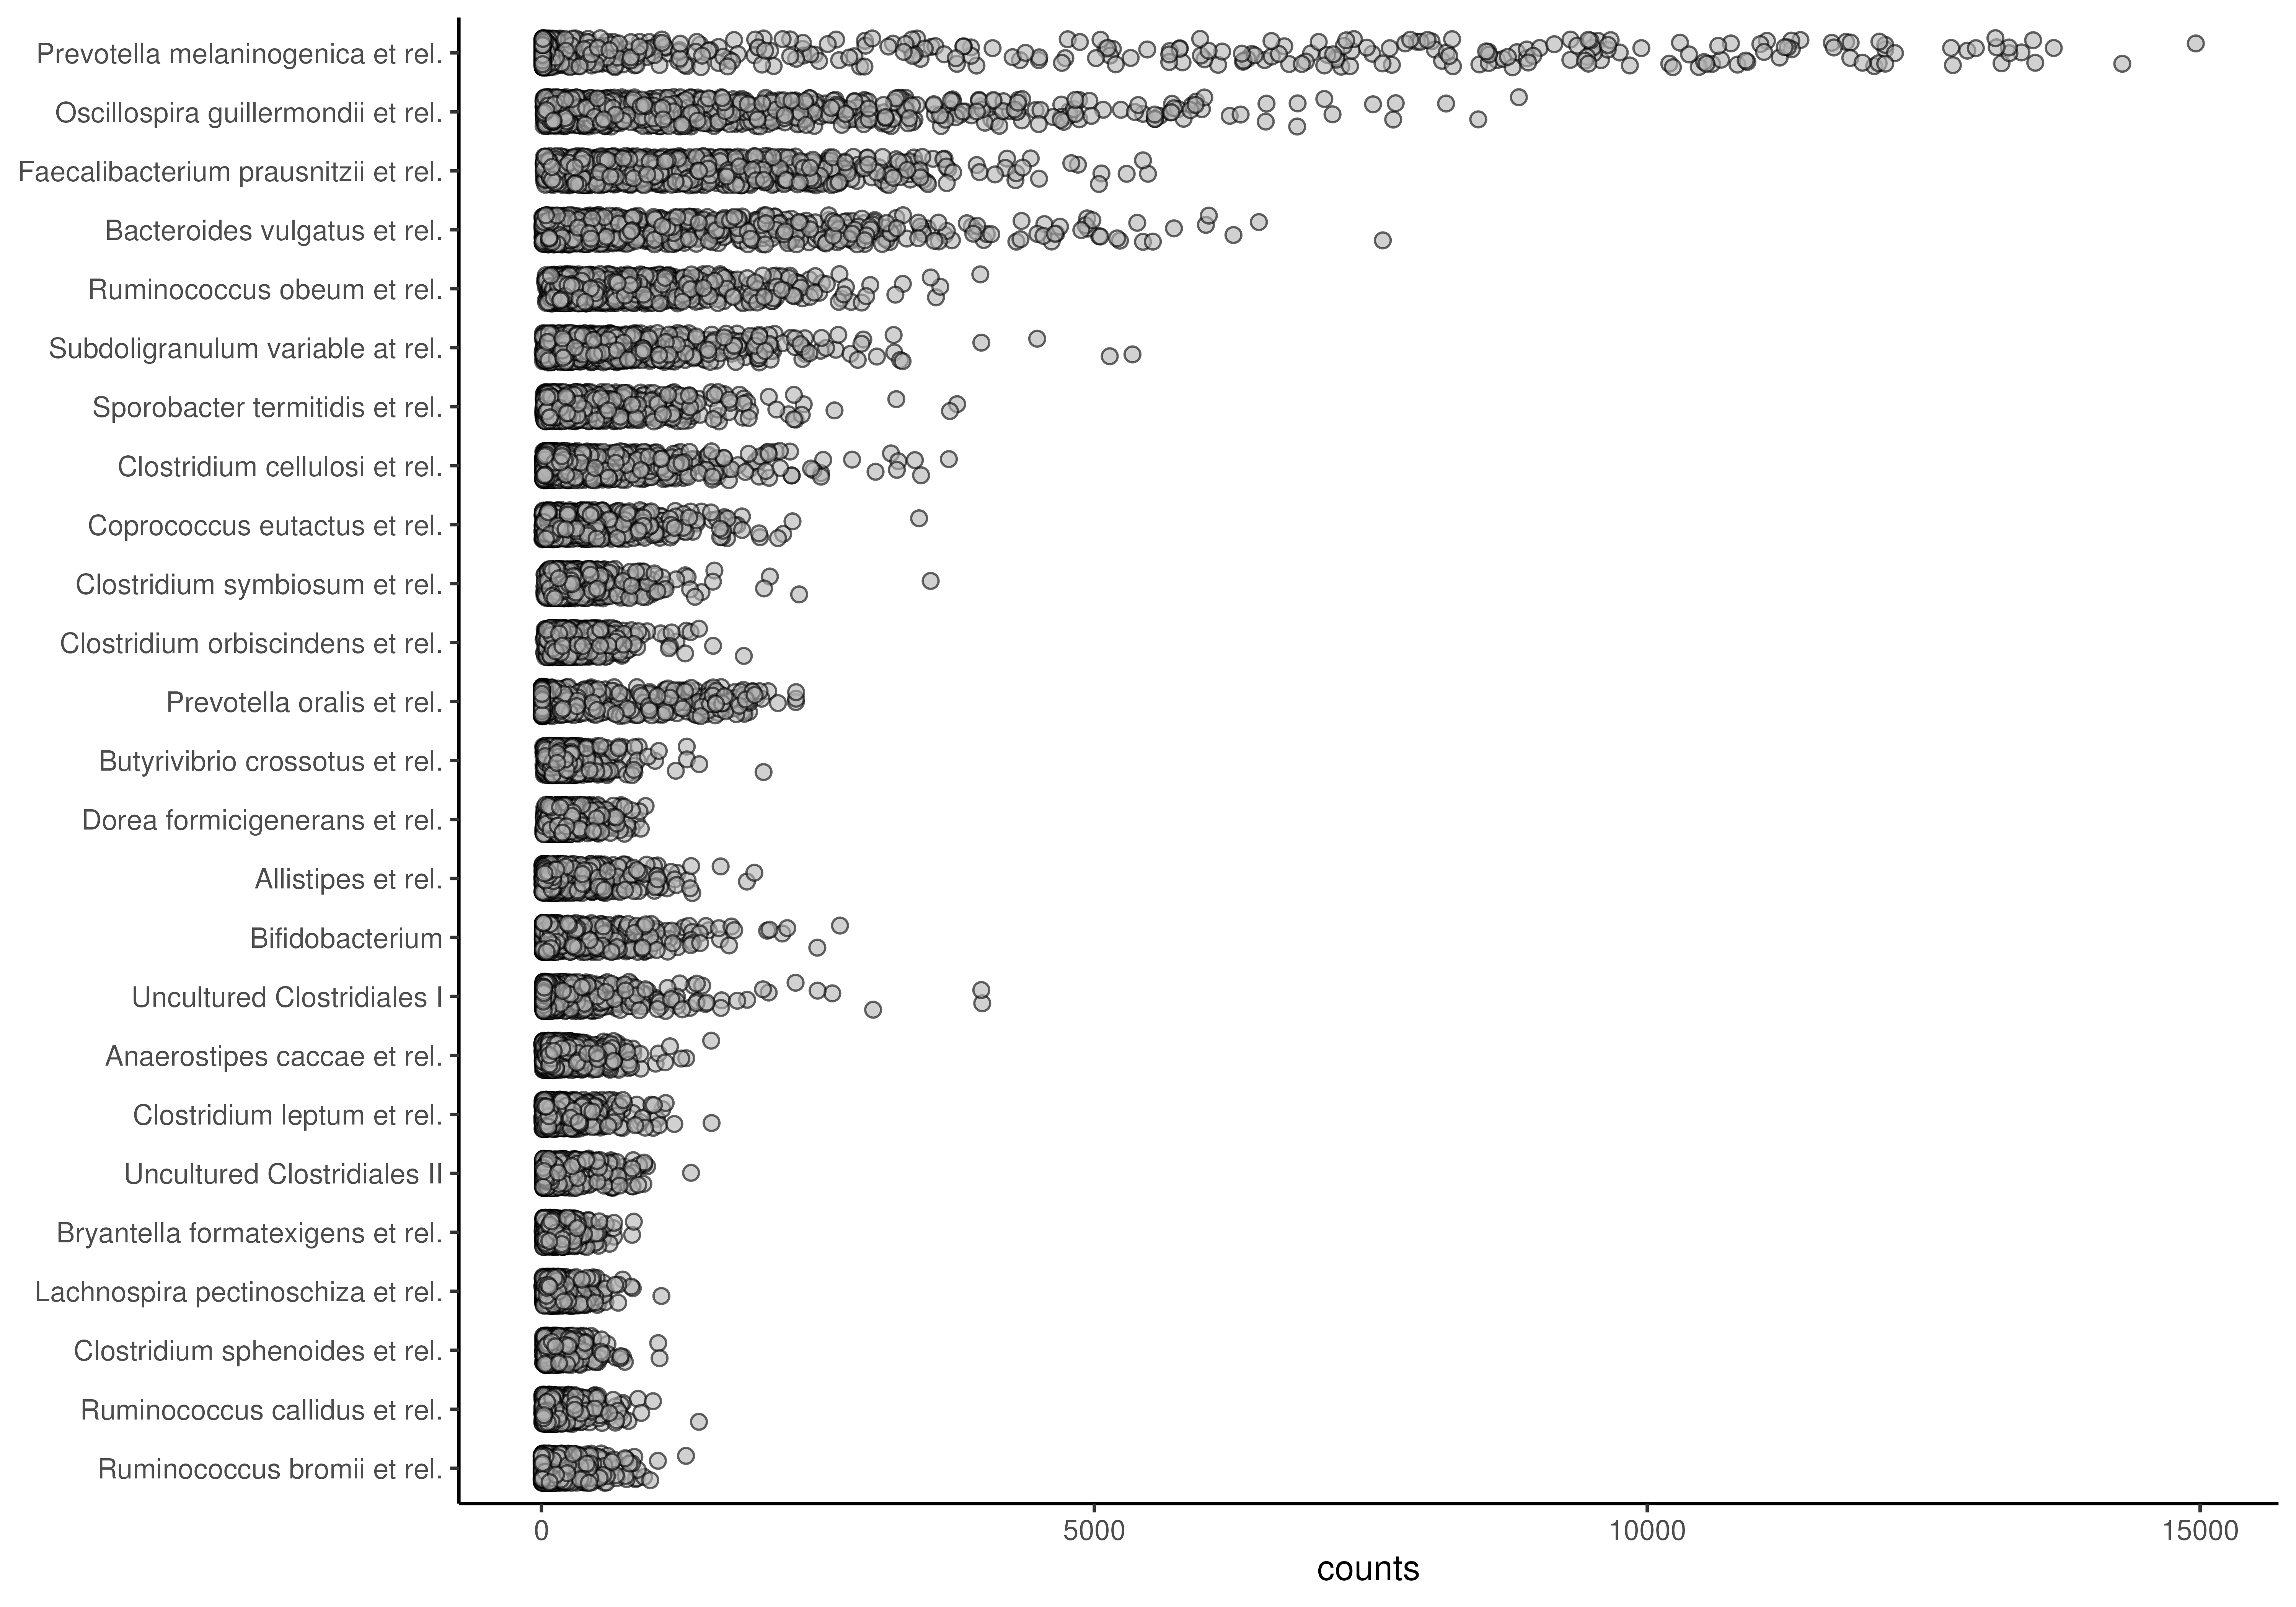 Prevotella melaninogenica et rel.
Oscillospira guillermondii et rel.
Faecalibacterium prausnitzii et rel.
Bacteroides vulgatus et rel.
Ruminococcus obeum et rel.
Subdoligranulum variable at rel.
Sporobacter termitidis et rel.
Clostridium cellulosi et rel.
Coprococcus eutactus et rel.
Clostridium symbiosum et rel.
Clostridium orbiscindens et rel.
Prevotella oralis et rel.
Butyrivibrio crossotus et rel.
Dorea formicigenerans et rel.
Allistipes et rel.
Bifidobacterium
Uncultured Clostridiales I
Anaerostipes caccae et rel.
Clostridium leptum et rel.
Uncultured Clostridiales II
Bryantella formatexigens et rel.
Lachnospira pectinoschiza et rel.
Clostridium sphenoides et rel.
Ruminococcus callidus et rel.
Ruminococcus bromii et rel.
0 5000 10000 15000
counts